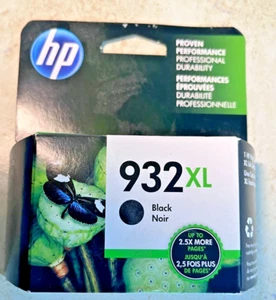 hp
PROVEN
PERFORMANCE
PROFESSIONAL
DURABILITY
PERFORMANCES
ÉPROUVÉES
DURABILITÉ
PROFESSIONNELLE
932XL
Black
Noir
UP TO
2.5X MORE
PAGES
JUSQU'À
2,5 FOIS PLUS
DE PAGES